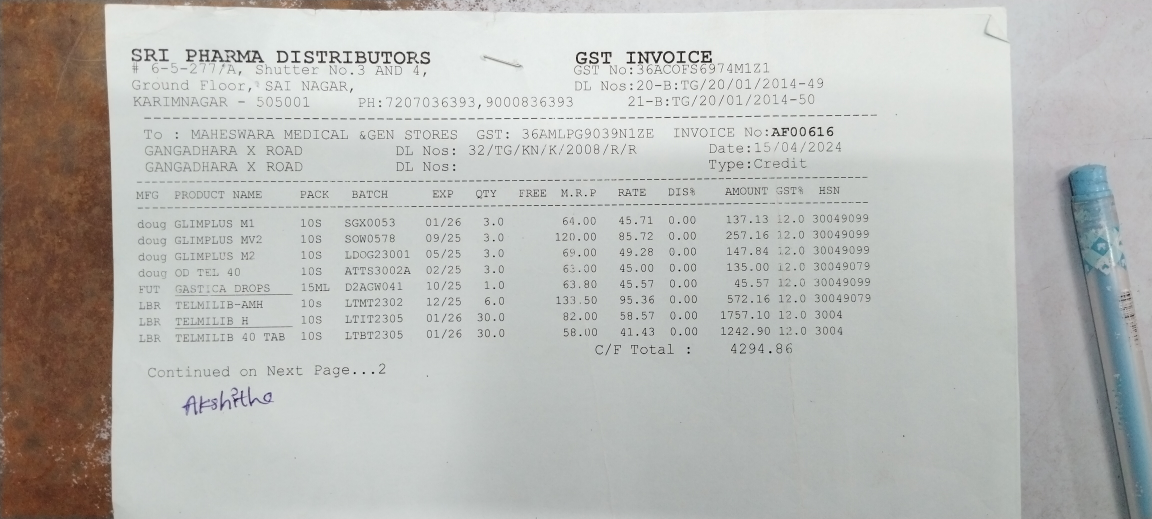 SRI PHARMA DISTRIBUTORS GST INVOICE
# 6-5-277/A, Shutter No.3 AND 4, GST No:36ACOFS6974M1Z1
Ground Floor, SAI NAGAR, DL Nos:20-B:TG/20/01/2014-49
KARIMNAGAR - 505001 PH:7207036393,9000836393 21-B:TG/20/01/2014-50
To : MAHESWARA MEDICAL &GEN STORES GST: 36AMLPG9039N1ZE INVOICE No:AF00616
GANGADHARA X ROAD DL Nos: 32/TG/KN/K/2008/R/R Date:15/04/2024
GANGADHARA X ROAD DL Nos: Type:Credit
MFG PRODUCT NAME PACK BATCH EXP QTY FREE M.R.P RATE DIS% AMOUNT GST% HSN
doug GLIMPLUS M1 10S SGX0053 01/26 3.0 64.00 45.71 0.00 137.13 12.0 30049099
doug GLIMPLUS MV2 10S SOW0578 09/25 3.0 120.00 85.72 0.00 257.16 12.0 30049099
doug GLIMPLUS M2 10S LDOG23001 05/25 3.0 69.00 49.28 0.00 147.84 12.0 30049099
doug OD TEL 40 10S ATTS3002A 02/25 3.0 63.00 45.00 0.00 135.00 12.0 30049079
FUT GASTICA DROPS 15ML D2AGW041 10/25 1.0 63.80 45.57 0.00 45.57 12.0 30049099
LBR TELMILIB-AMH 10s LTMT2302 12/25 6.0 133.50 95.36 0.00 572.16 12.0 30049079
LBR TELMILIB H 10S LTIT2305 01/26 30.0 82.00 58.57 0.00 1757.10 12.0 3004
LBR TELMILIB 40 TAB 10S LTBT2305 01/26 30.0 58.00 41.43 0.00 1242.90 12.0 3004
C/F Total : 4294.86
Continued on Next Page...2
Akshitha